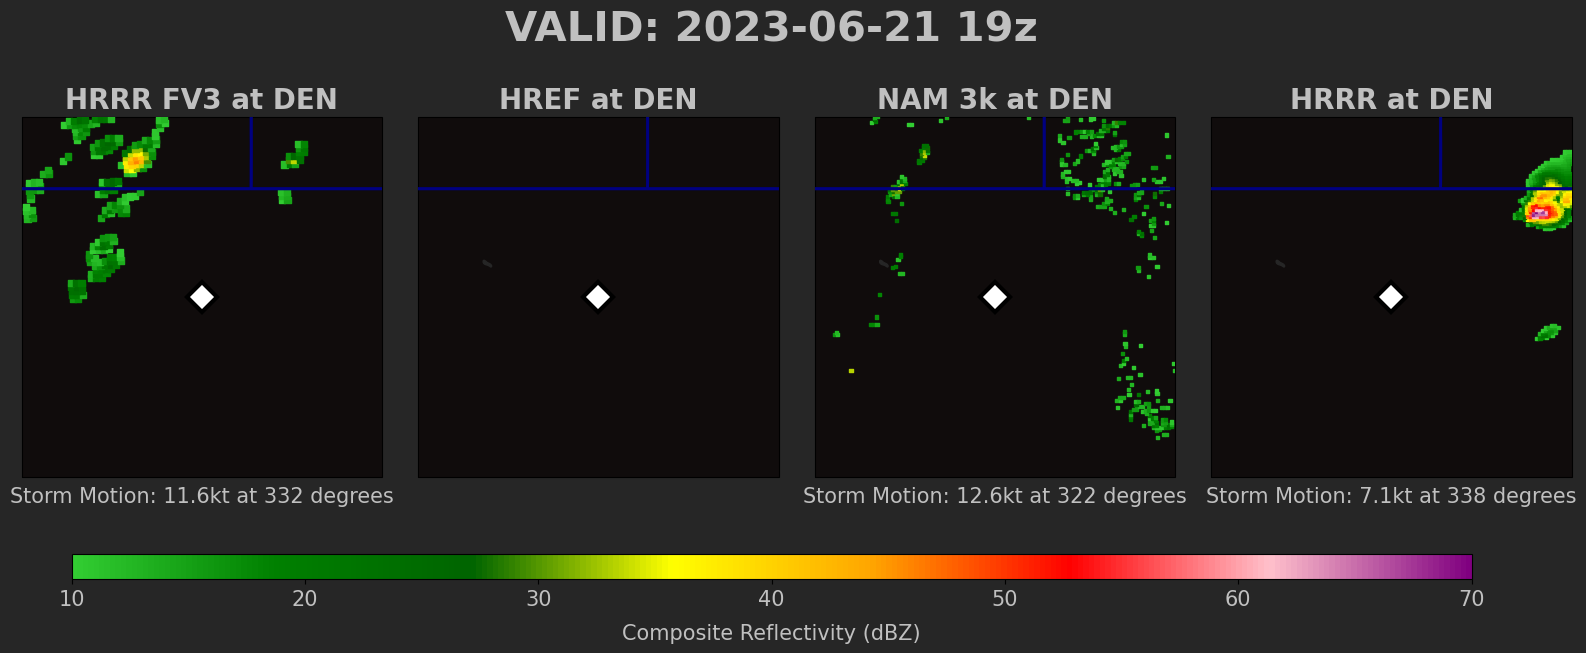 VALID: 2023-06-21 19z
HRRR FV3 at DEN
HREF at DEN
NAM 3k at DEN
HRRR at DEN
Storm Motion: 11.6kt at 332 degrees
Storm Motion: 12.6kt at 322 degrees
Storm Motion: 7.1kt at 338 degrees
10 20 30 40 50 60 70
Composite Reflectivity (dBZ)